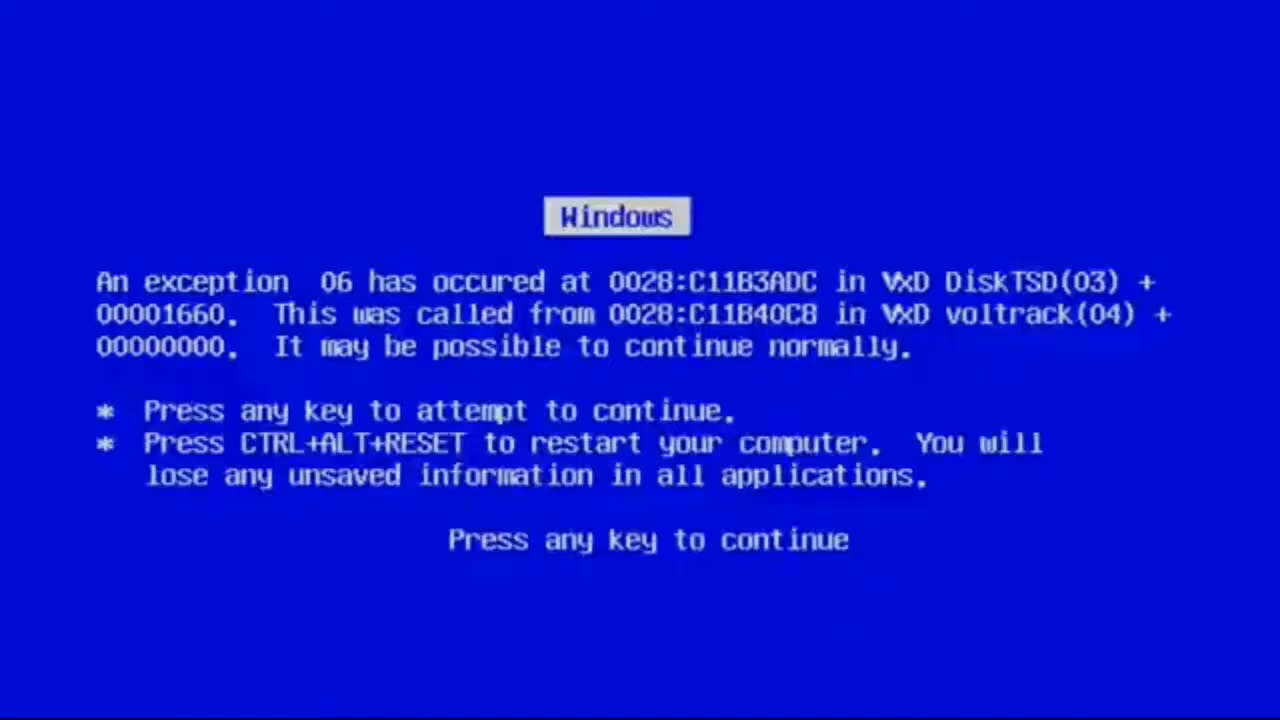 Windows
An exception  06 has occured at 0028:C11B3ADC in VxD DiskTSD(03) +
00001660.  This was called from 0028:C11B40C8 in VxD voltrack(04) +
00000000.  It may be possible to continue normally.
*  Press any key to attempt to continue.
*  Press CTRL+ALT+RESET to restart your computer.  You will
lose any unsaved information in all applications.
Press any key to continue